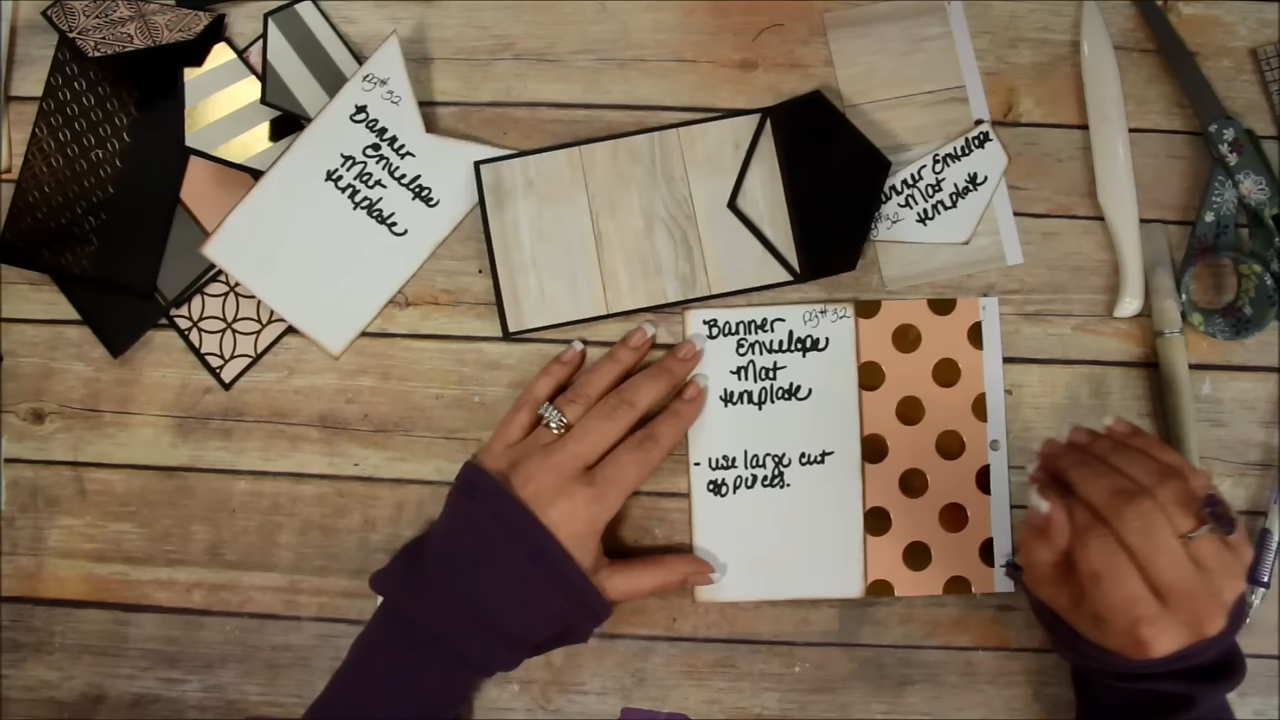 pg# 32
Banner
Envelope
Mat
template
Banner Envelope
Mat
template
32
Banner
pg# 32
Envelope
Mat
template
- use large cut
off pieces.